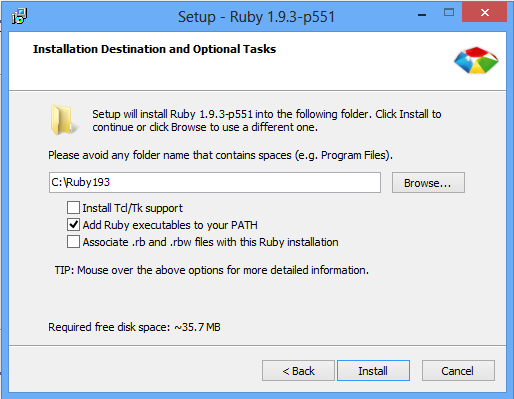 Setup - Ruby 1.9.3-p551
Installation Destination and Optional Tasks
Setup will install Ruby 1.9.3-p551 into the following folder. Click Install to
continue or click Browse to use a different one.
Please avoid any folder name that contains spaces (e.g. Program Files).
C:\Ruby193
Browse...
Install Tcl/Tk support
Add Ruby executables to your PATH
Associate .rb and .rbw files with this Ruby installation
TIP: Mouse over the above options for more detailed information.
Required free disk space: ~35.7 MB
< Back
Install
Cancel